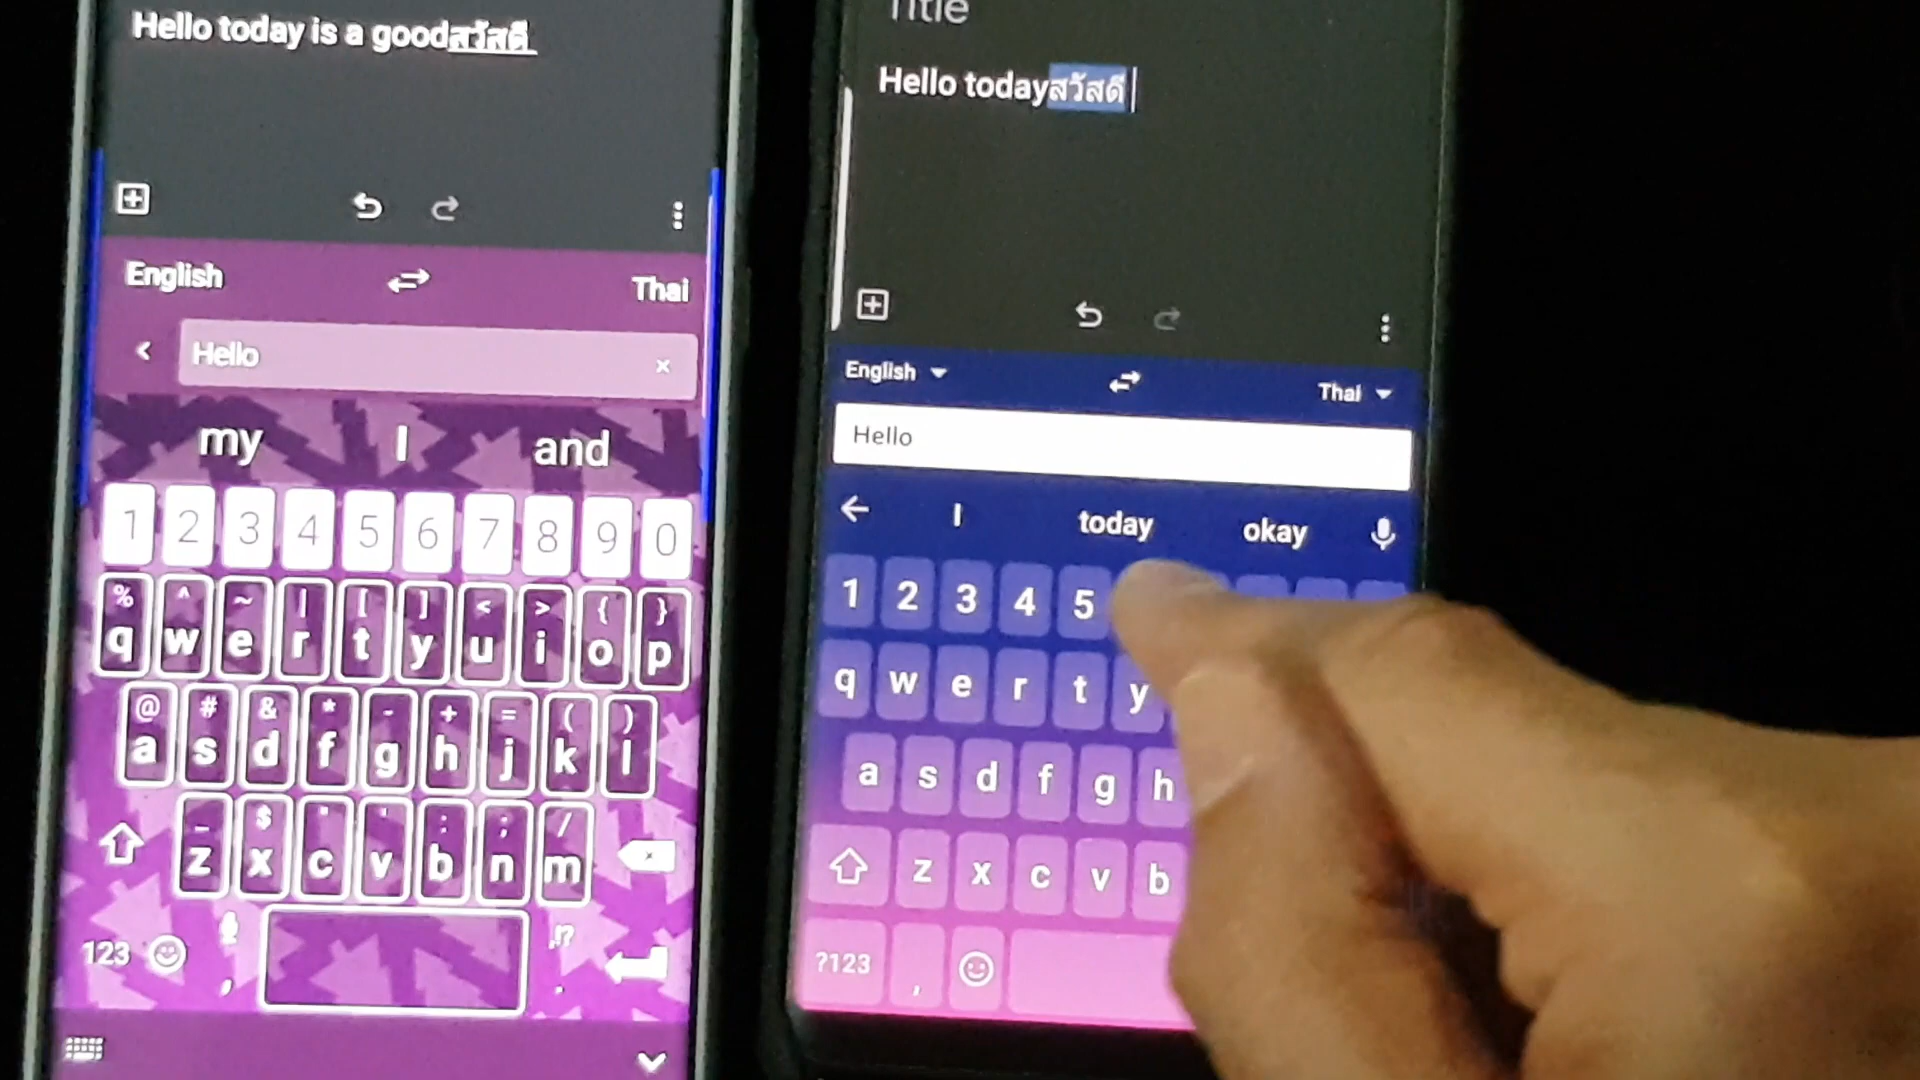 Hello today is a goodสวัสดี
English
Thai
Hello
my I and
1 2 3 4 5 6 7 8 9 0
% ^ ~ | [ ] < > { }
q w e r t y u i o p
@ # & * - + = ( )
a s d f g h j k l
_ $ " ' : ; /
z x c v b n m
123 , !? .
Title
Hello todayสวัสดี
English
Thai
Hello
I today okay
1 2 3 4 5
q w e r t y
a s d f g h
z x c v b
?123 ,